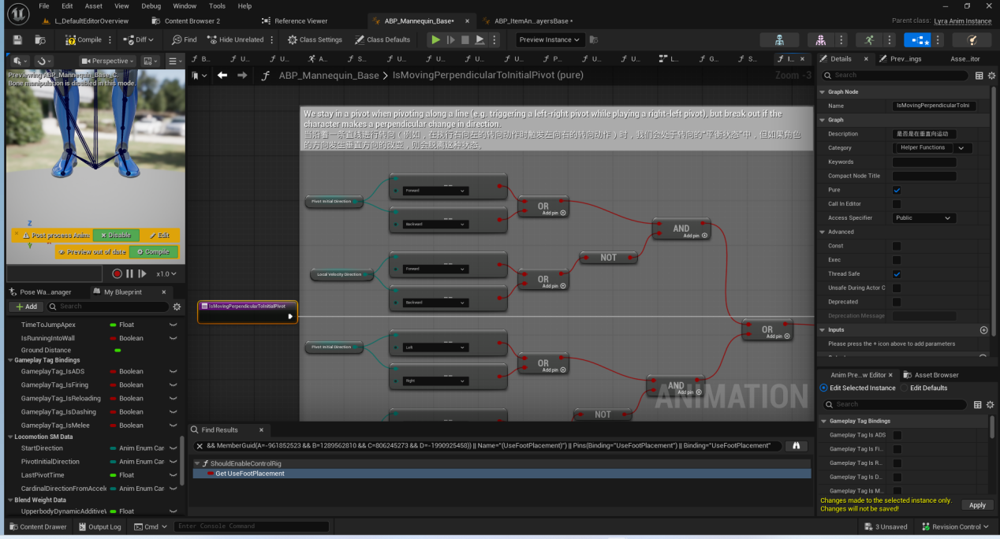 File Edit Asset View Debug Window Tools Help
L_DefaultEditorOverview Content Browser 2 Reference Viewer ABP_Mannequin_Base* ABP_ItemAn_ayersBase*
Parent class: Lyra Anim Instance
Compile Diff Find Hide Unrelated Class Settings Class Defaults Preview Instance
Perspective
B... U... U... A... S... U... U... U... U... P... U... U... L... G... S... I...
Details Prev...ings Asse...itor
Previewing ABP_Mannequin_Base_C.
Bone manipulation is disabled in this mode.
ABP_Mannequin_Base > IsMovingPerpendicularToInitialPivot (pure)
Zoom -3
We stay in a pivot when pivoting along a line (e.g. triggering a left-right pivot while playing a right-left pivot), but break out if the
character makes a perpendicular change in direction.
当沿着一条直线进行转向（例如，在执行右向左的转向动作时触发左向右的转向动作）时，我们会处于转向的“平衡状态”中，但如果角色
的方向发生垂直方向的改变，则会脱离这种状态。
Pivot Initial Direction
Forward
Backward
OR
Add pin
AND
Add pin
Local Velocity Direction
Forward
Backward
OR
Add pin
NOT
IsMovingPerpendicularToInitialPivot
Pivot Initial Direction
Left
Right
OR
Add pin
AND
Add pin
OR
Add pin
NOT
ANIMATION
Z
Y
Post process Anim. Disable Edit
Preview out of date Compile
x1.0
Pose Wa...anager My Blueprint
Add Search
TimeToJumpApex Float
IsRunningIntoWall Boolean
Ground Distance
Gameplay Tag Bindings
GameplayTag_IsADS Boolean
GameplayTag_IsFiring Boolean
GameplayTag_IsReloading Boolean
GameplayTag_IsDashing Boolean
GameplayTag_IsMelee Boolean
Locomotion SM Data
StartDirection Anim Enum Car
PivotInitialDirection Anim Enum Car
LastPivotTime Float
CardinalDirectionFromAccele Anim Enum Car
Blend Weight Data
UpperbodyDynamicAdditiveW Float
Find Results
&& MemberGuid(A=-961852523 && B=1289562810 && C=806245273 && D=-1990925458)) || Name="(UseFootPlacement)") || Pins(Binding="UseFootPlacement") || Binding="UseFootPlacement"
ShouldEnableControlRig
Get UseFootPlacement
Search
Graph Node
Name IsMovingPerpendicularToIni
Graph
Description 是否是在垂直向运动
Category Helper Functions
Keywords
Compact Node Title
Pure
Call In Editor
Access Specifier Public
Advanced
Const
Exec
Thread Safe
Unsafe During Actor C
Deprecated
Deprecation Message
Inputs
Please press the + icon above to add parameters
Anim Pre...w Editor Asset Browser
Edit Selected Instance Edit Defaults
Search
Gameplay Tag Bindings
Gameplay Tag Is ADS
Gameplay Tag Is Fi...
Gameplay Tag Is R...
Gameplay Tag Is D...
Gameplay Tag Is M...
Changes made to the selected instance only.
Changes will not be saved!
Apply
Content Drawer Output Log Cmd Enter Console Command
3 Unsaved Revision Control